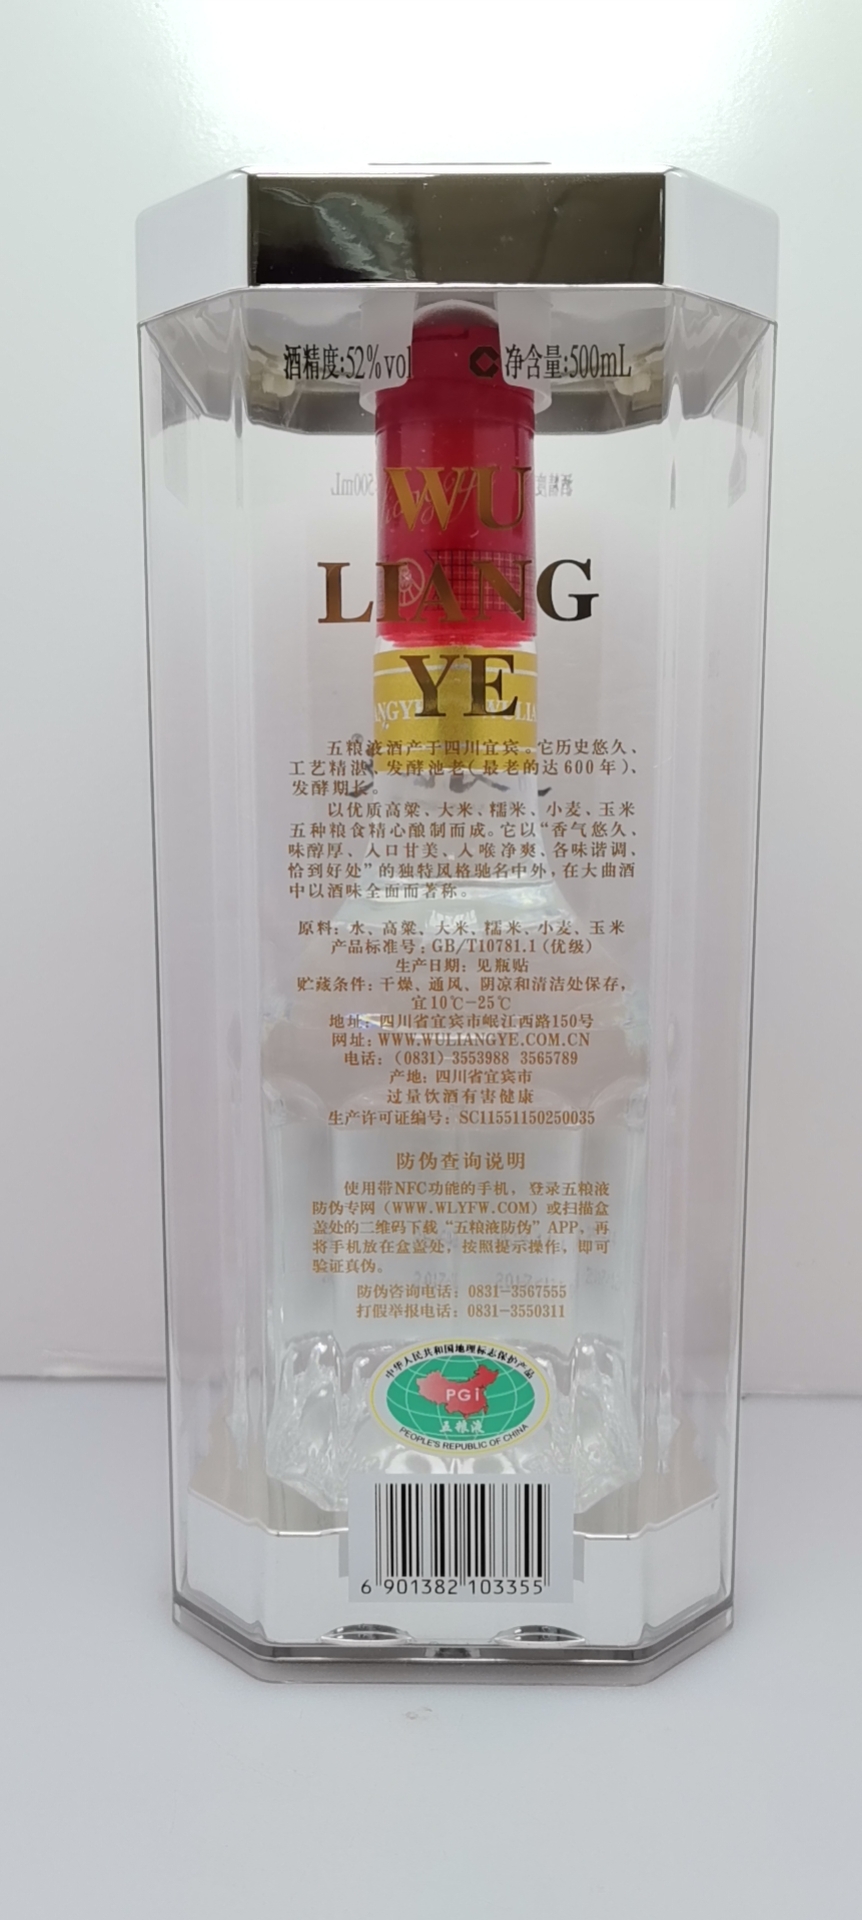 酒精度:52%vol 净含量:500mL
WU
LIANG
YE
五粮液酒产于四川宜宾。它历史悠久、
工艺精湛、发酵池老(最老的达600年)、
发酵期长。
以优质高粱、大米、糯米、小麦、玉米
五种粮食精心酿制而成。它以“香气悠久、
味醇厚、入口甘美、入喉净爽、各味谐调、
恰到好处”的独特风格驰名中外,在大曲酒
中以酒味全面而著称。
原料: 水、高粱、大米、糯米、小麦、玉米
产品标准号: GB/T10781.1 (优级)
生产日期: 见瓶贴
贮藏条件: 干燥、通风、阴凉和清洁处保存,
宜10℃-25℃
地址: 四川省宜宾市岷江西路150号
网址: WWW.WULIANGYE.COM.CN
电话: (0831) 3553988 3565789
产地: 四川省宜宾市
过量饮酒有害健康
生产许可证编号: SC11551150250035
防伪查询说明
使用带NFC功能的手机, 登录五粮液
防伪专网 (WWW.WLYFW.COM) 或扫描盒
盖处的二维码下载“五粮液防伪” APP, 再
将手机放在盒盖处, 按照提示操作, 即可
验证真伪。
防伪咨询电话: 0831-3567555
打假举报电话: 0831-3550311
中华人民共和国地理标志保护产品
PGI
五粮液
PEOPLE'S REPUBLIC OF CHINA
6 901382 103355